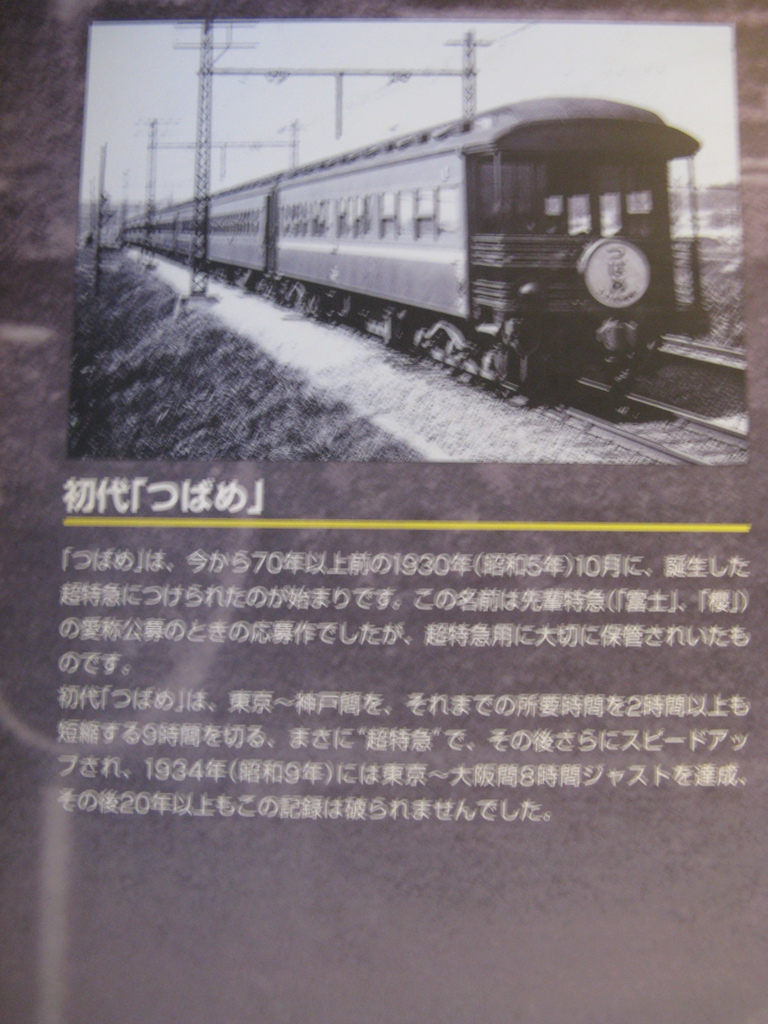 初代｢つばめ｣
｢つばめ｣は、今から70年以上前の1930年(昭和5年)10月に、誕生した
超特急につけられたのが始まりです。この名前は先輩特急(｢富士｣、｢櫻｣)
の愛称公募のときの応募作でしたが、超特急用に大切に保管されいたも
のです。
初代｢つばめ｣は、東京～神戸間を、それまでの所要時間を2時間以上も
短縮する9時間を切る、まさに"超特急"で、その後さらにスピードアッ
プされ、1934年(昭和9年)には東京～大阪間8時間ジャストを達成、
その後20年以上もこの記録は破られませんでした。